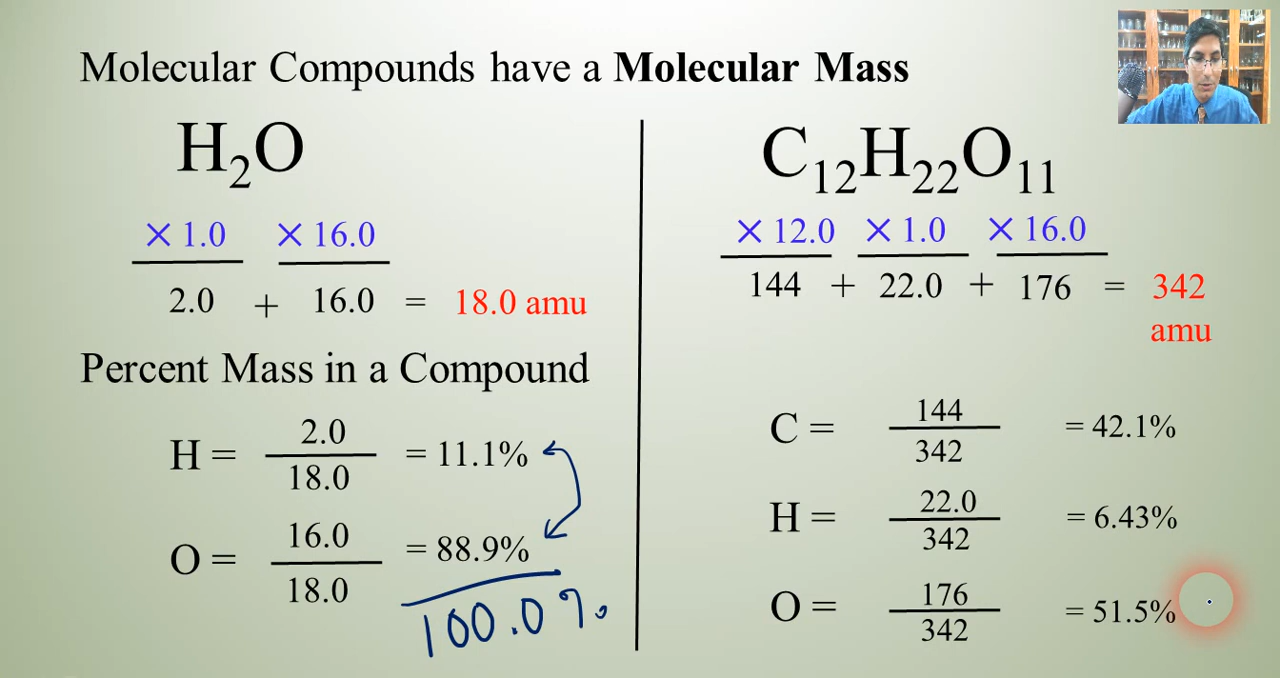 Molecular Compounds have a Molecular Mass
H₂O
× 1.0 × 16.0
2.0 + 16.0 = 18.0 amu
Percent Mass in a Compound
H = 2.0
18.0 = 11.1%
O = 16.0
18.0 = 88.9%
100.0%
C₁₂H₂₂O₁₁
× 12.0 × 1.0 × 16.0
144 + 22.0 + 176 = 342
amu
C = 144
342 = 42.1%
H = 22.0
342 = 6.43%
O = 176
342 = 51.5%